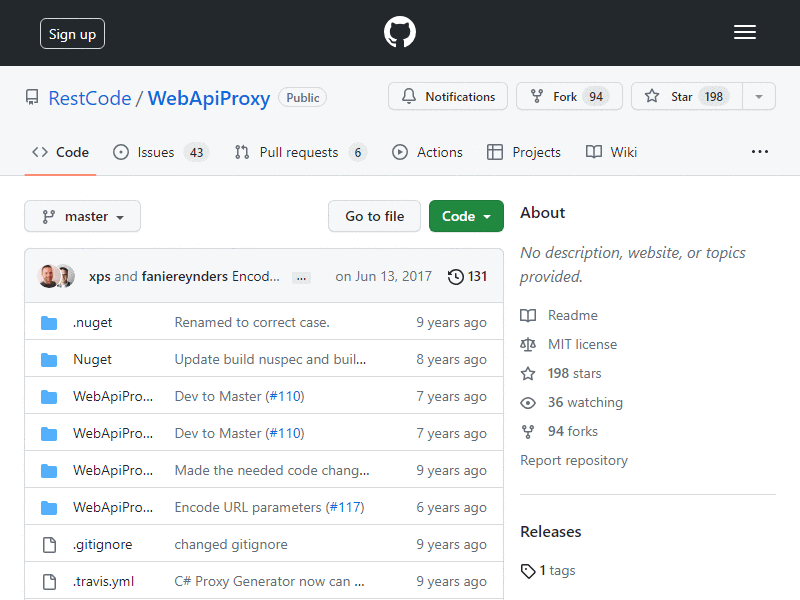 Sign up
RestCode / WebApiProxy Public
Notifications Fork 94 Star 198
Code Issues 43 Pull requests 6 Actions Projects Wiki ...
master Go to file Code
xps and faniereynders Encod... ... on Jun 13, 2017 131
.nuget Renamed to correct case. 9 years ago
Nuget Update build nuspec and buil... 8 years ago
WebApiPro... Dev to Master (#110) 7 years ago
WebApiPro... Dev to Master (#110) 7 years ago
WebApiPro... Made the needed code chang... 9 years ago
WebApiPro... Encode URL parameters (#117) 6 years ago
.gitignore changed gitignore 9 years ago
.travis.yml C# Proxy Generator now can ... 9 years ago
About
No description, website, or topics
provided.
Readme
MIT license
198 stars
36 watching
94 forks
Report repository
Releases
1 tags